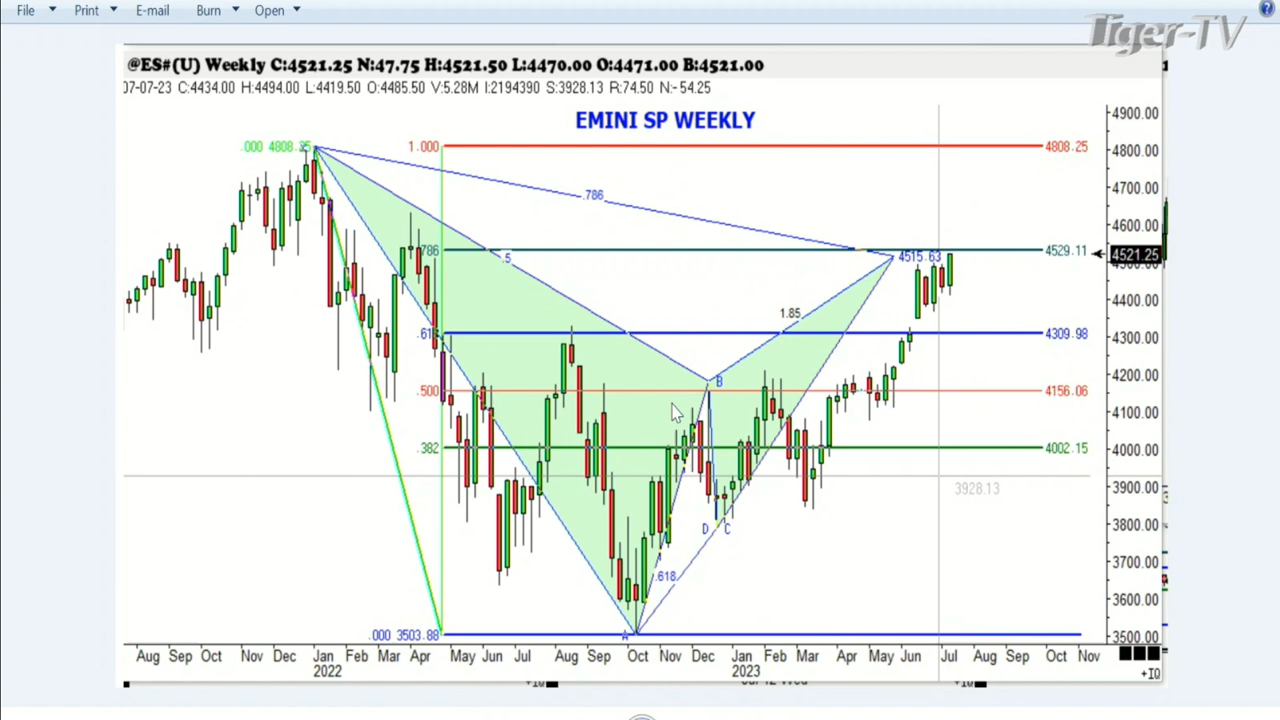 File Print E-mail Burn Open
Tiger-TV
@ES#(U) Weekly C:4521.25 N:47.75 H:4521.50 L:4470.00 O:4471.00 B:4521.00
07-07-23 C:4434.00 H:4494.00 L:4419.50 O:4485.50 V:5.28M I:2194390 S:3928.13 R:74.50 N:-54.25
EMINI SP WEEKLY
4900.00
.000 4808.25 1.000 4808.25 4800.00
4700.00
.786
4600.00
.786 4529.11
.5 4515.63 4521.25
4400.00
1.85
.618 4309.98 4300.00
4200.00
B
.500 4156.06
4100.00
.382 4002.15 4000.00
3928.13
3900.00
D C 3800.00
3700.00
.618
3600.00
.000 3503.88 A 3500.00
Aug Sep Oct Nov Dec Jan Feb Mar Apr May Jun Jul Aug Sep Oct Nov Dec Jan Feb Mar Apr May Jun Jul Aug Sep Oct Nov
2022 2023
+IQ